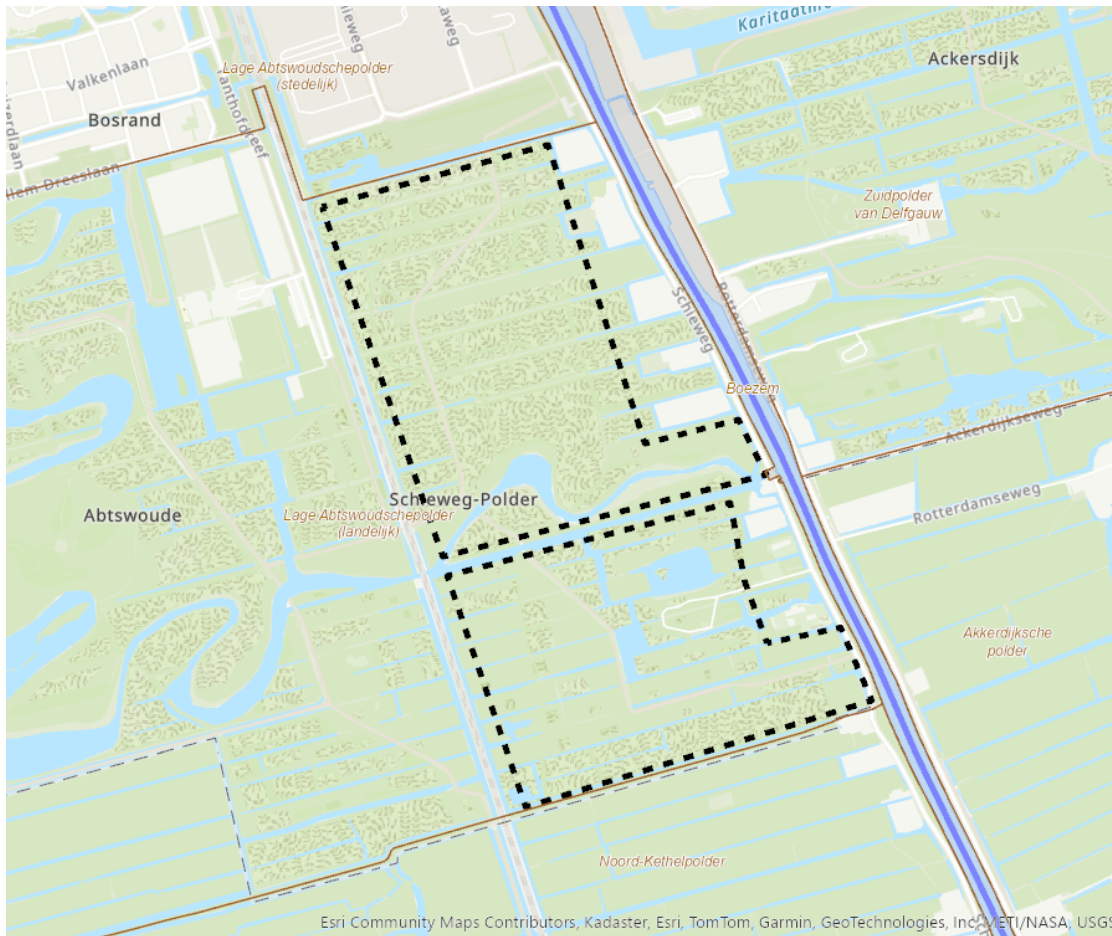 Karitaatmo
Ackersdijk
Valkenlaan
Lage Abtswoudschepolder
(stedelijk)
Bosrand
Zuidpolder
van Delfgauw
Schieweg
Boezem
Ackerdijkseweg
Schieweg-Polder
Rotterdamseweg
Abtswoude
Lage Abtswoudschepolder
(landelijk)
Akkerdijksche
polder
Noord-Kethelpolder
Esri Community Maps Contributors, Kadaster, Esri, TomTom, Garmin, GeoTechnologies, Inc, METI/NASA, USGS